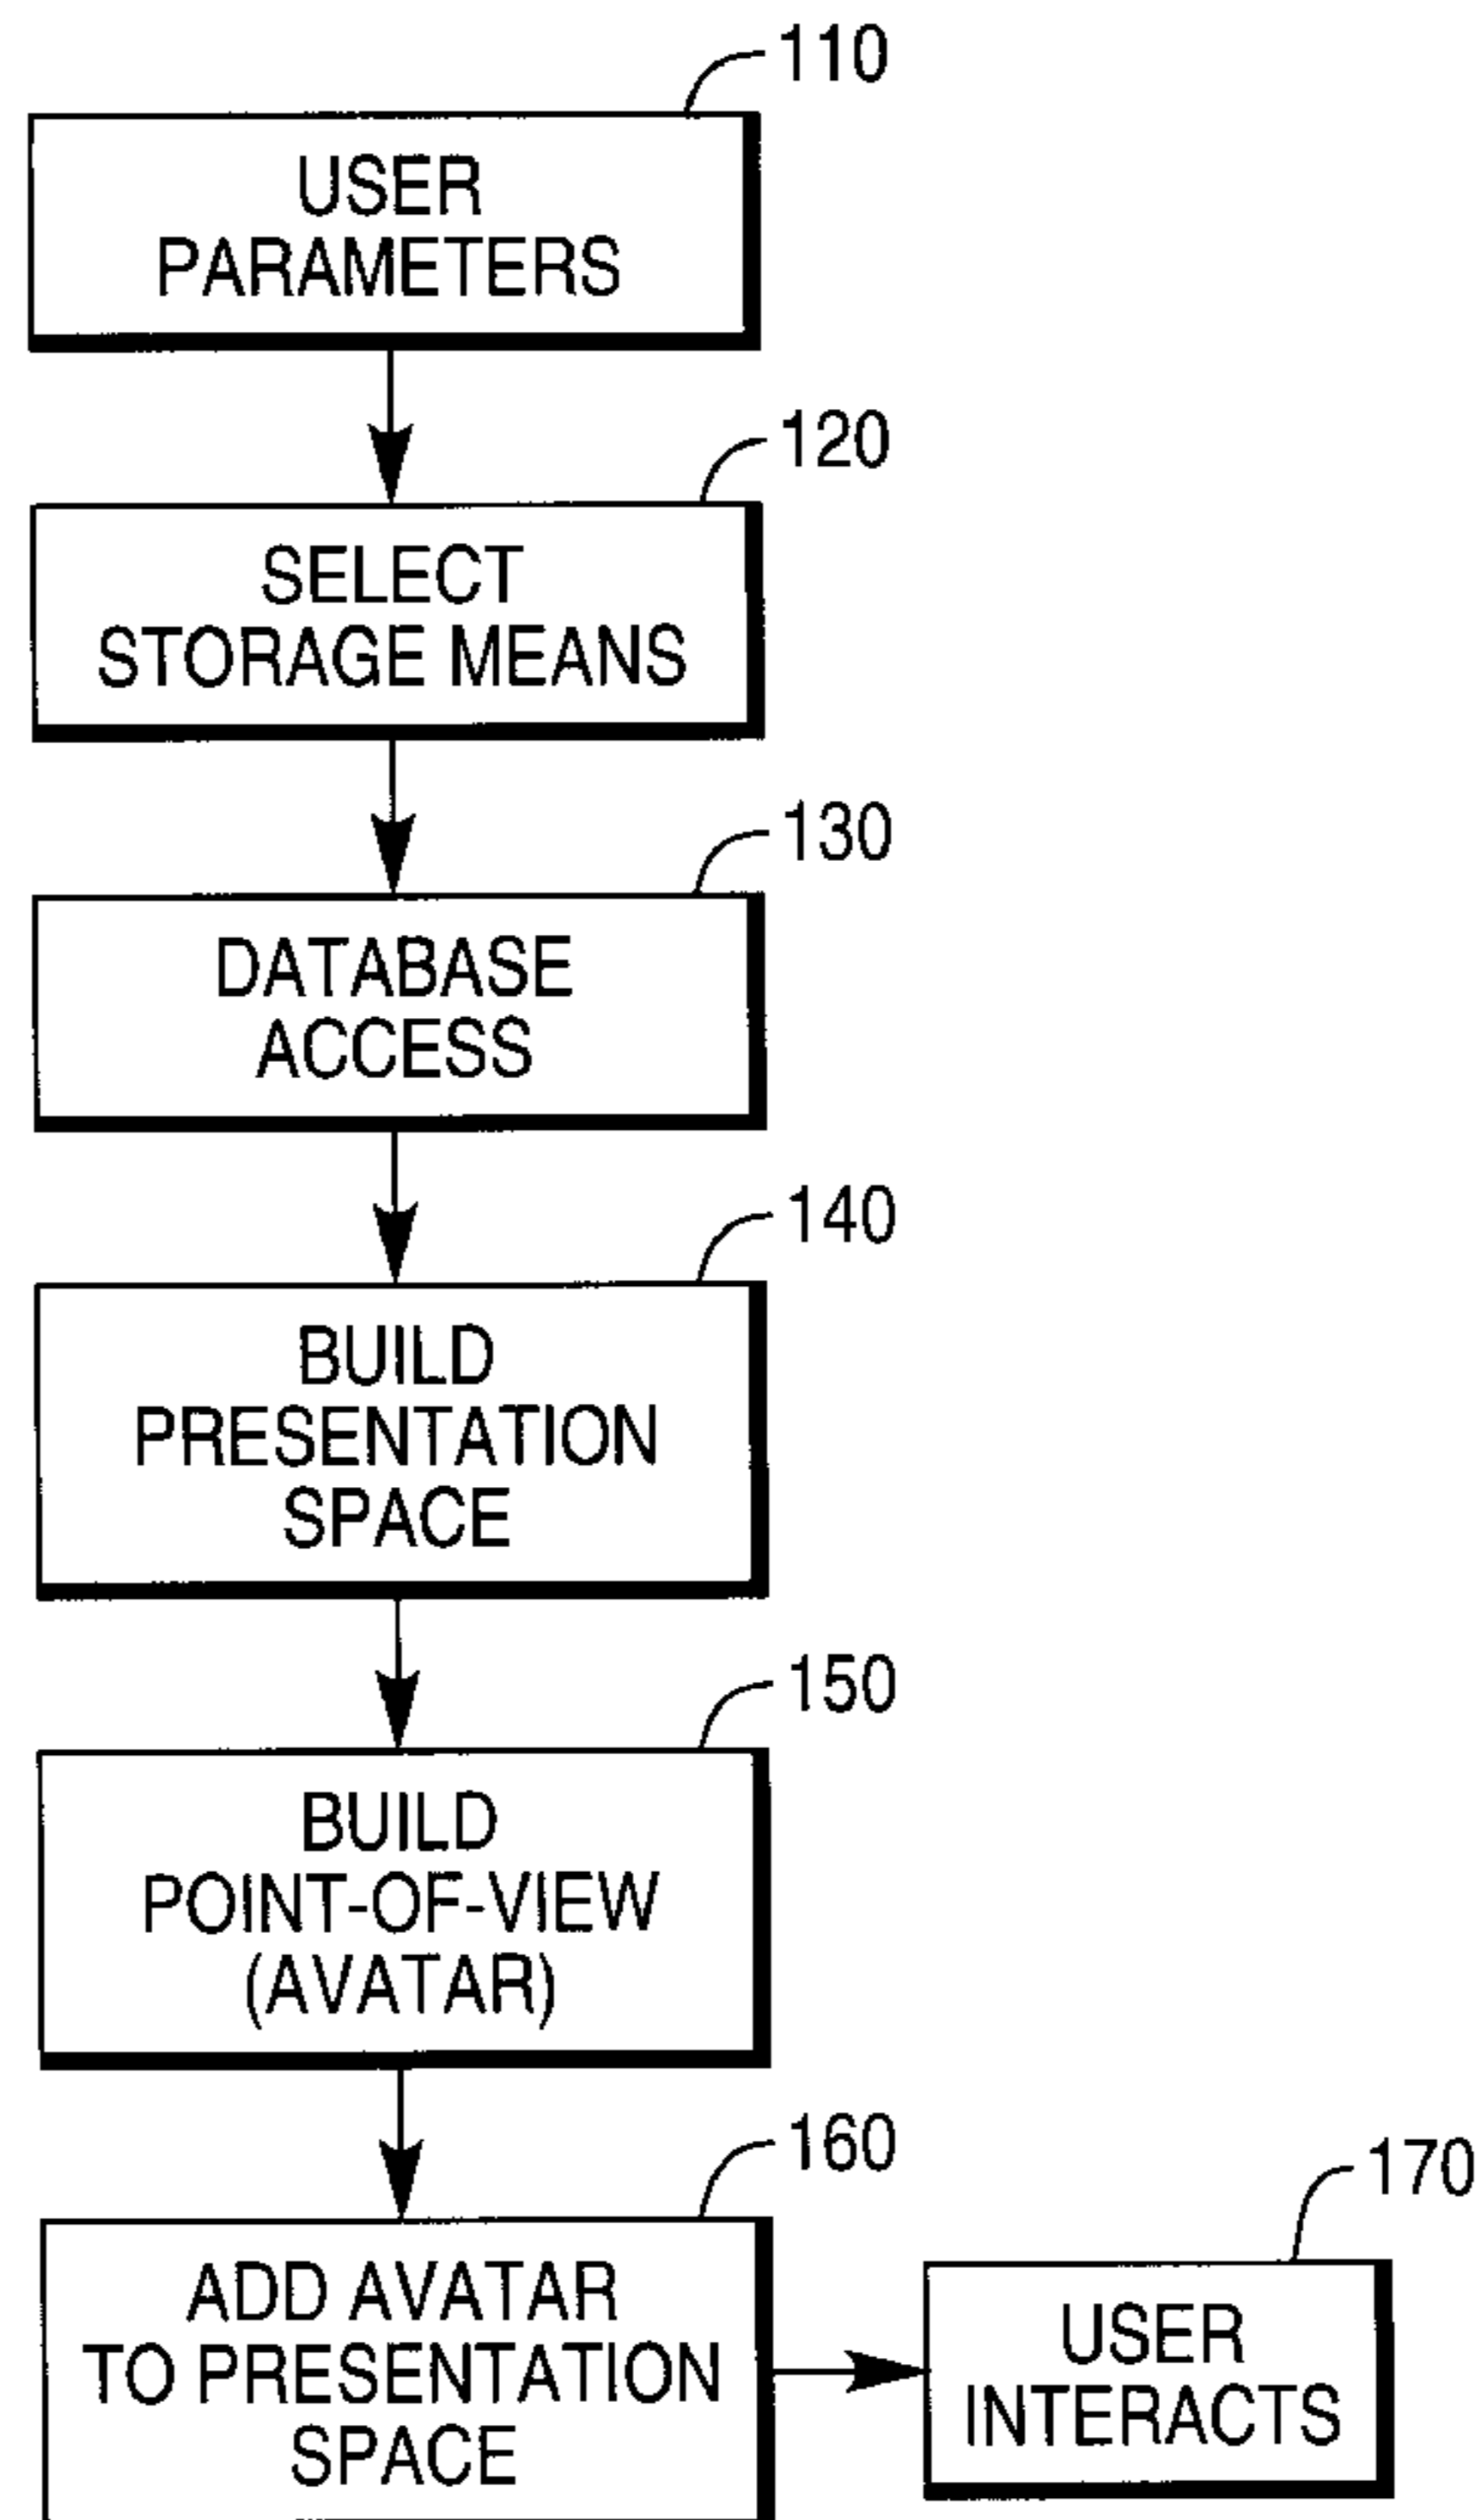 110
USER
PARAMETERS
120
SELECT
STORAGE MEANS
130
DATABASE
ACCESS
140
BUILD
PRESENTATION
SPACE
150
BUILD
POINT-OF-VIEW
(AVATAR)
160
ADD AVATAR
TO PRESENTATION
SPACE
170
USER
INTERACTS